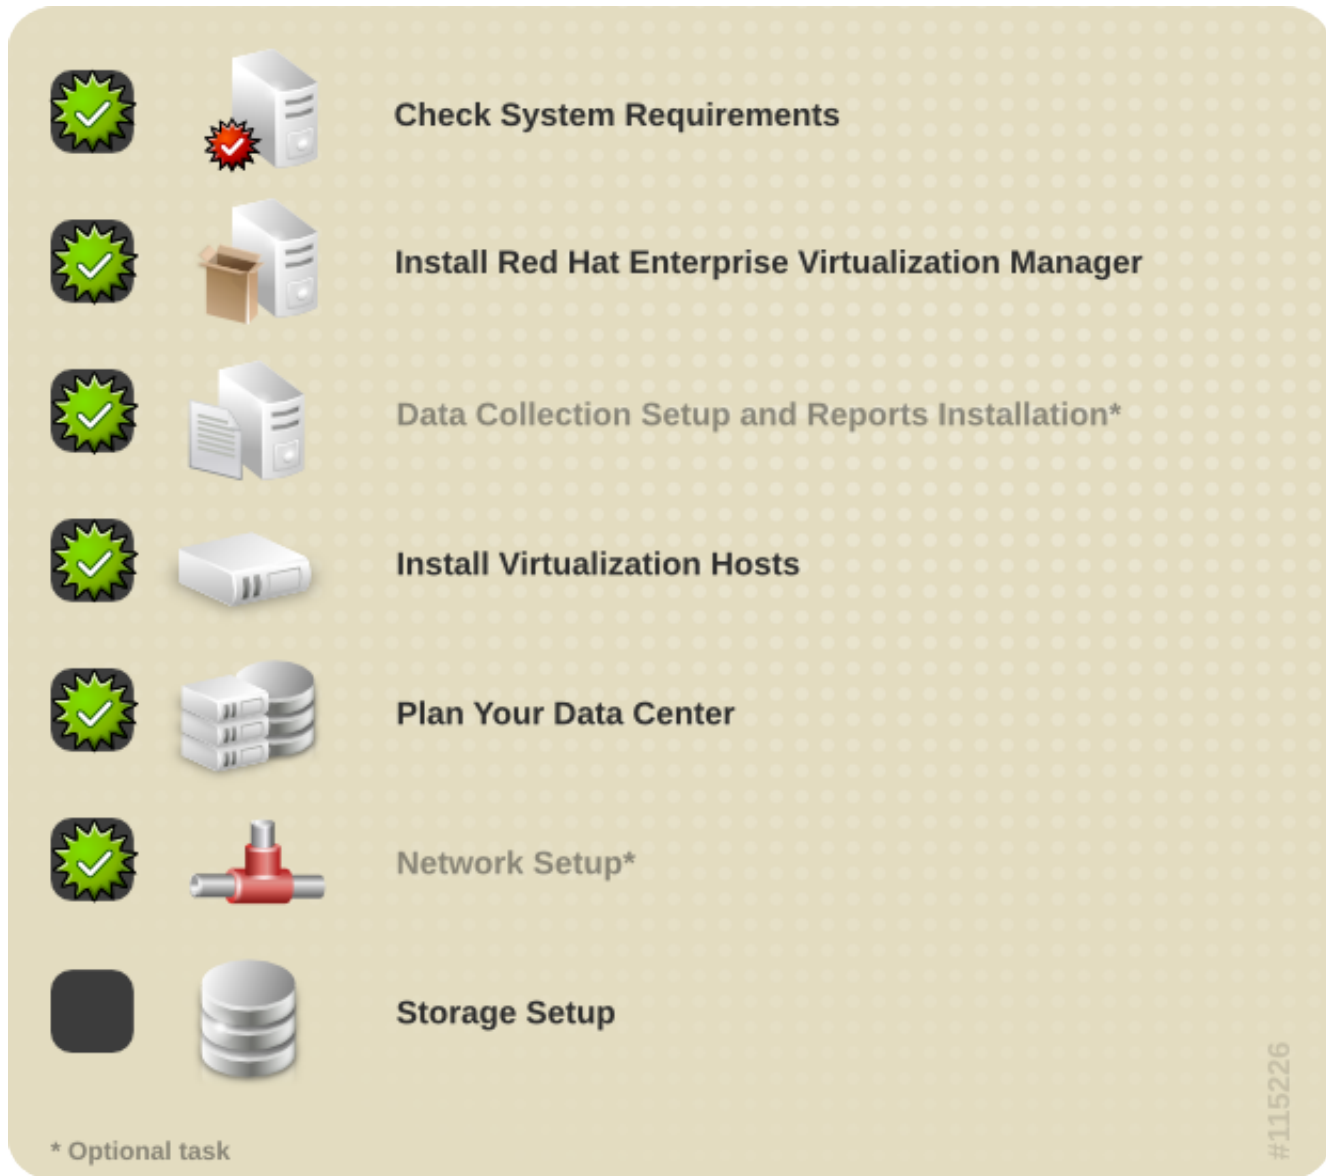 Check System Requirements
Install Red Hat Enterprise Virtualization Manager
Data Collection Setup and Reports Installation*
Install Virtualization Hosts
Plan Your Data Center
Network Setup*
Storage Setup
* Optional task
#115226